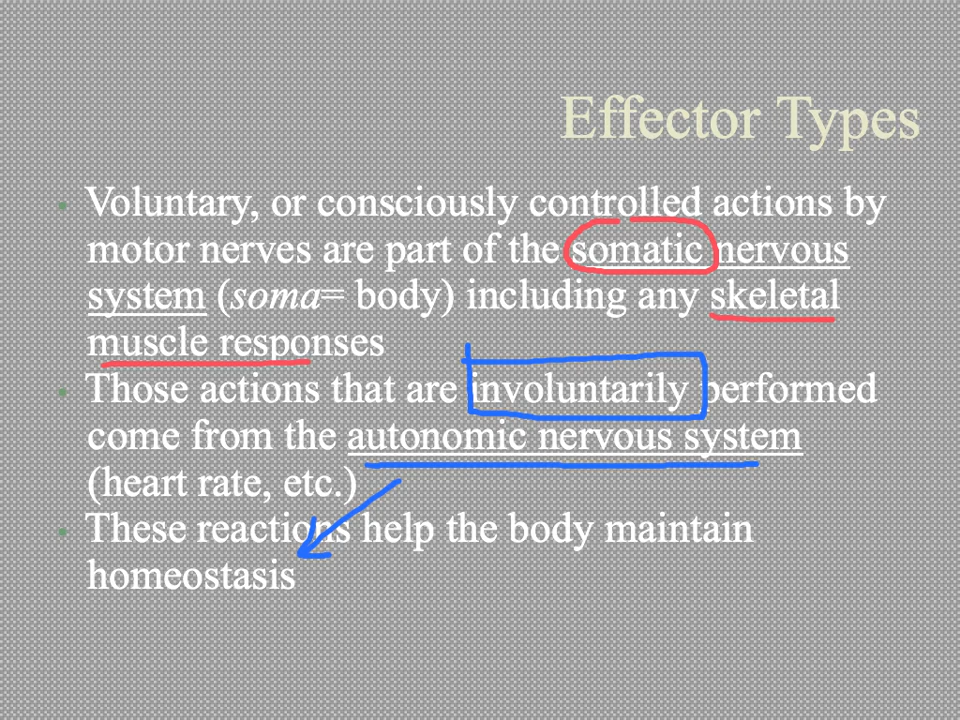 Effector Types
• Voluntary, or consciously controlled actions by
motor nerves are part of the somatic nervous
system (soma= body) including any skeletal
muscle responses
• Those actions that are involuntarily performed
come from the autonomic nervous system
(heart rate, etc.)
• These reactions help the body maintain
homeostasis